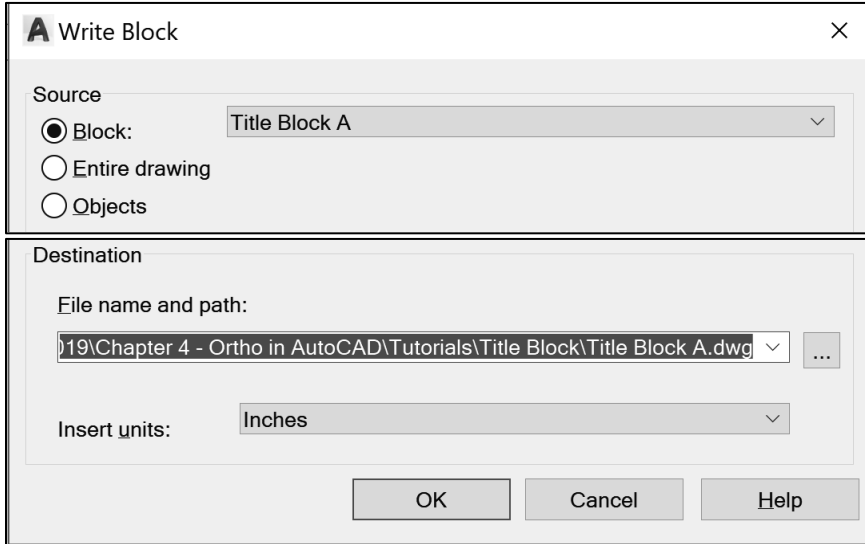 Write Block
Source
Block:
Title Block A
Entire drawing
Objects
Destination
File name and path:
)19\Chapter 4 - Ortho in AutoCAD\Tutorials\Title Block\Title Block A.dwg
...
Insert units:
Inches
OK
Cancel
Help